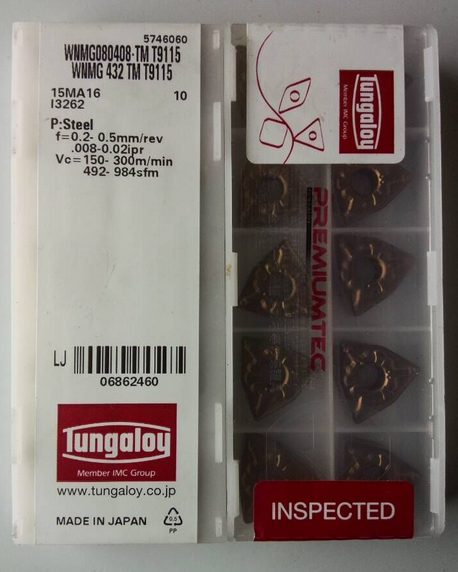 5746060
WNMG080408-TM T9115
WNMG 432 TM T9115
15MA16 10
I3262
P:Steel
f=0.2- 0.5mm/rev
.008-0.02ipr
Vc=150- 300m/min
492- 984sfm
LJ
06862460
Tungaloy
Member IMC Group
www.tungaloy.co.jp
MADE IN JAPAN
PP
Tungaloy
Member IMC Group
PREMIUMTEC
INSPECTED